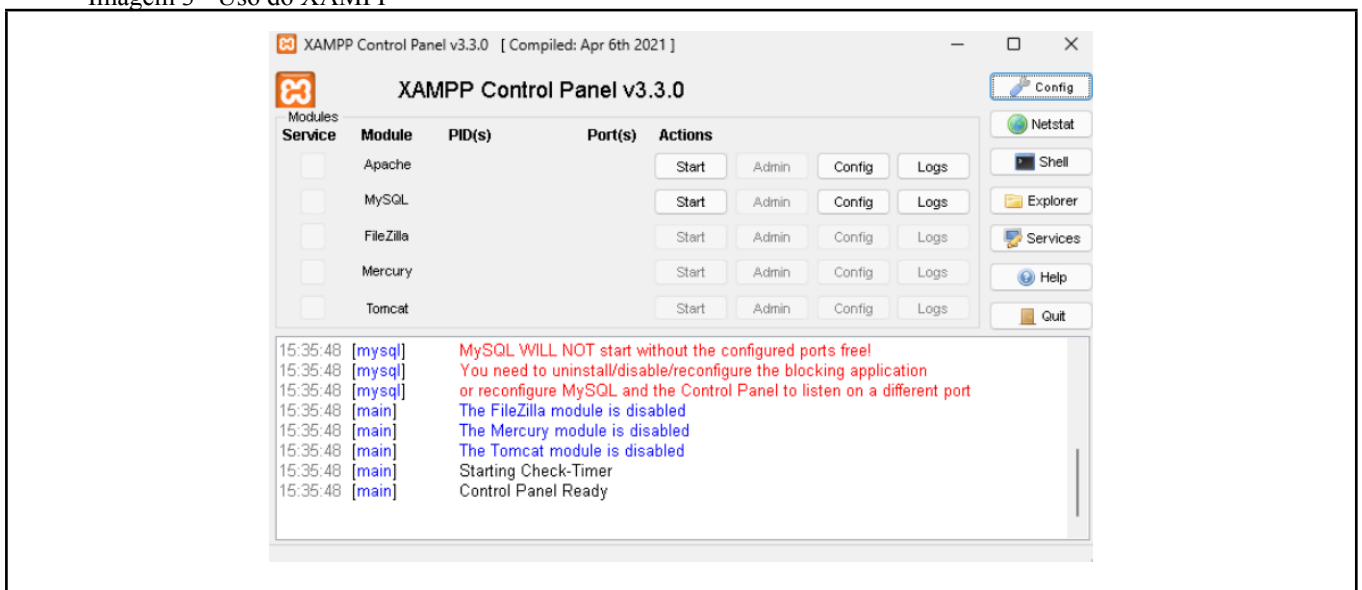 Imagem 5 - Uso do XAMPP
XAMPP Control Panel v3.3.0 [ Compiled: Apr 6th 2021 ]
XAMPP Control Panel v3.3.0
Config
Modules
Netstat
Service Module PID(s) Port(s) Actions
Apache Start Admin Config Logs
Shell
MySQL Start Admin Config Logs
Explorer
FileZilla Start Admin Config Logs
Services
Mercury Start Admin Config Logs
Help
Tomcat Start Admin Config Logs
Quit
15:35:48 [mysql] MySQL WILL NOT start without the configured ports free!
15:35:48 [mysql] You need to uninstall/disable/reconfigure the blocking application
15:35:48 [mysql] or reconfigure MySQL and the Control Panel to listen on a different port
15:35:48 [main] The FileZilla module is disabled
15:35:48 [main] The Mercury module is disabled
15:35:48 [main] The Tomcat module is disabled
15:35:48 [main] Starting Check-Timer
15:35:48 [main] Control Panel Ready